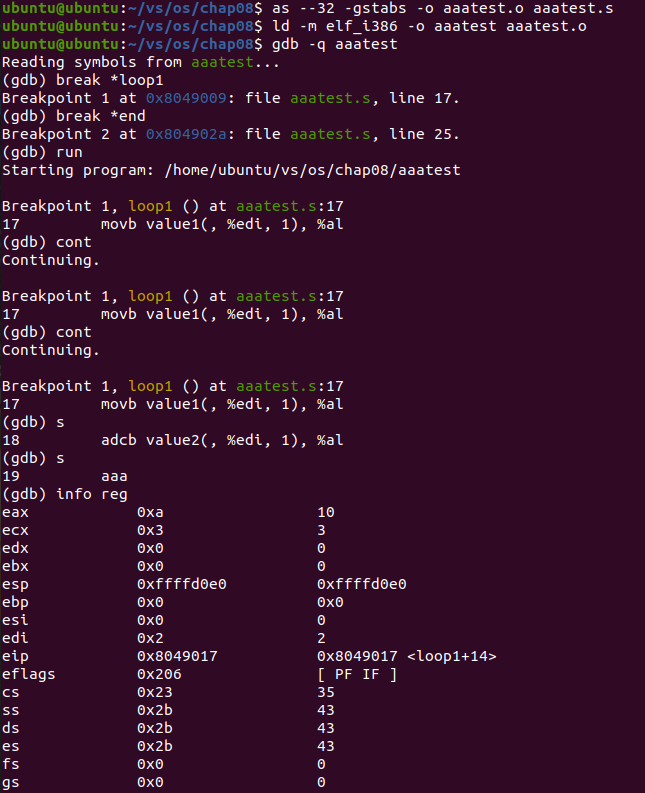 ubuntu@ubuntu:~/vs/os/chap08$ as --32 -gstabs -o aaatest.o aaatest.s
ubuntu@ubuntu:~/vs/os/chap08$ ld -m elf_i386 -o aaatest aaatest.o
ubuntu@ubuntu:~/vs/os/chap08$ gdb -q aaatest
Reading symbols from aaatest...
(gdb) break *loop1
Breakpoint 1 at 0x8049009: file aaatest.s, line 17.
(gdb) break *end
Breakpoint 2 at 0x804902a: file aaatest.s, line 25.
(gdb) run
Starting program: /home/ubuntu/vs/os/chap08/aaatest

Breakpoint 1, loop1 () at aaatest.s:17
17      movb value1(, %edi, 1), %al
(gdb) cont
Continuing.

Breakpoint 1, loop1 () at aaatest.s:17
17      movb value1(, %edi, 1), %al
(gdb) cont
Continuing.

Breakpoint 1, loop1 () at aaatest.s:17
17      movb value1(, %edi, 1), %al
(gdb) s
18      adcb value2(, %edi, 1), %al
(gdb) s
19      aaa
(gdb) info reg
eax            0xa                 10
ecx            0x3                 3
edx            0x0                 0
ebx            0x0                 0
esp            0xffffd0e0          0xffffd0e0
ebp            0x0                 0x0
esi            0x0                 0
edi            0x2                 2
eip            0x8049017           0x8049017 <loop1+14>
eflags         0x206               [ PF IF ]
cs             0x23                35
ss             0x2b                43
ds             0x2b                43
es             0x2b                43
fs             0x0                 0
gs             0x0                 0